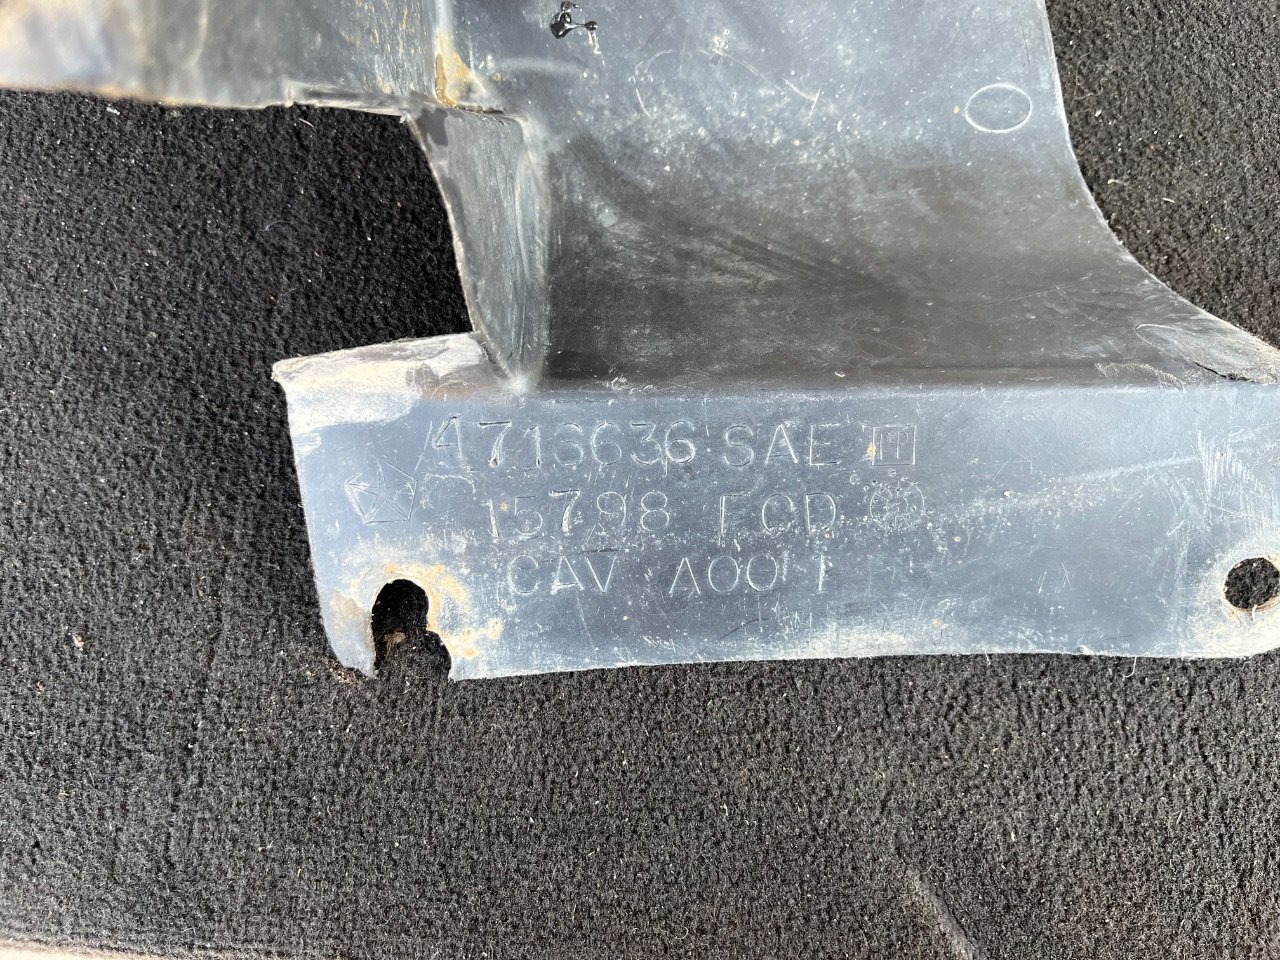 4716636 SAE
15798 FCD
CAV A001